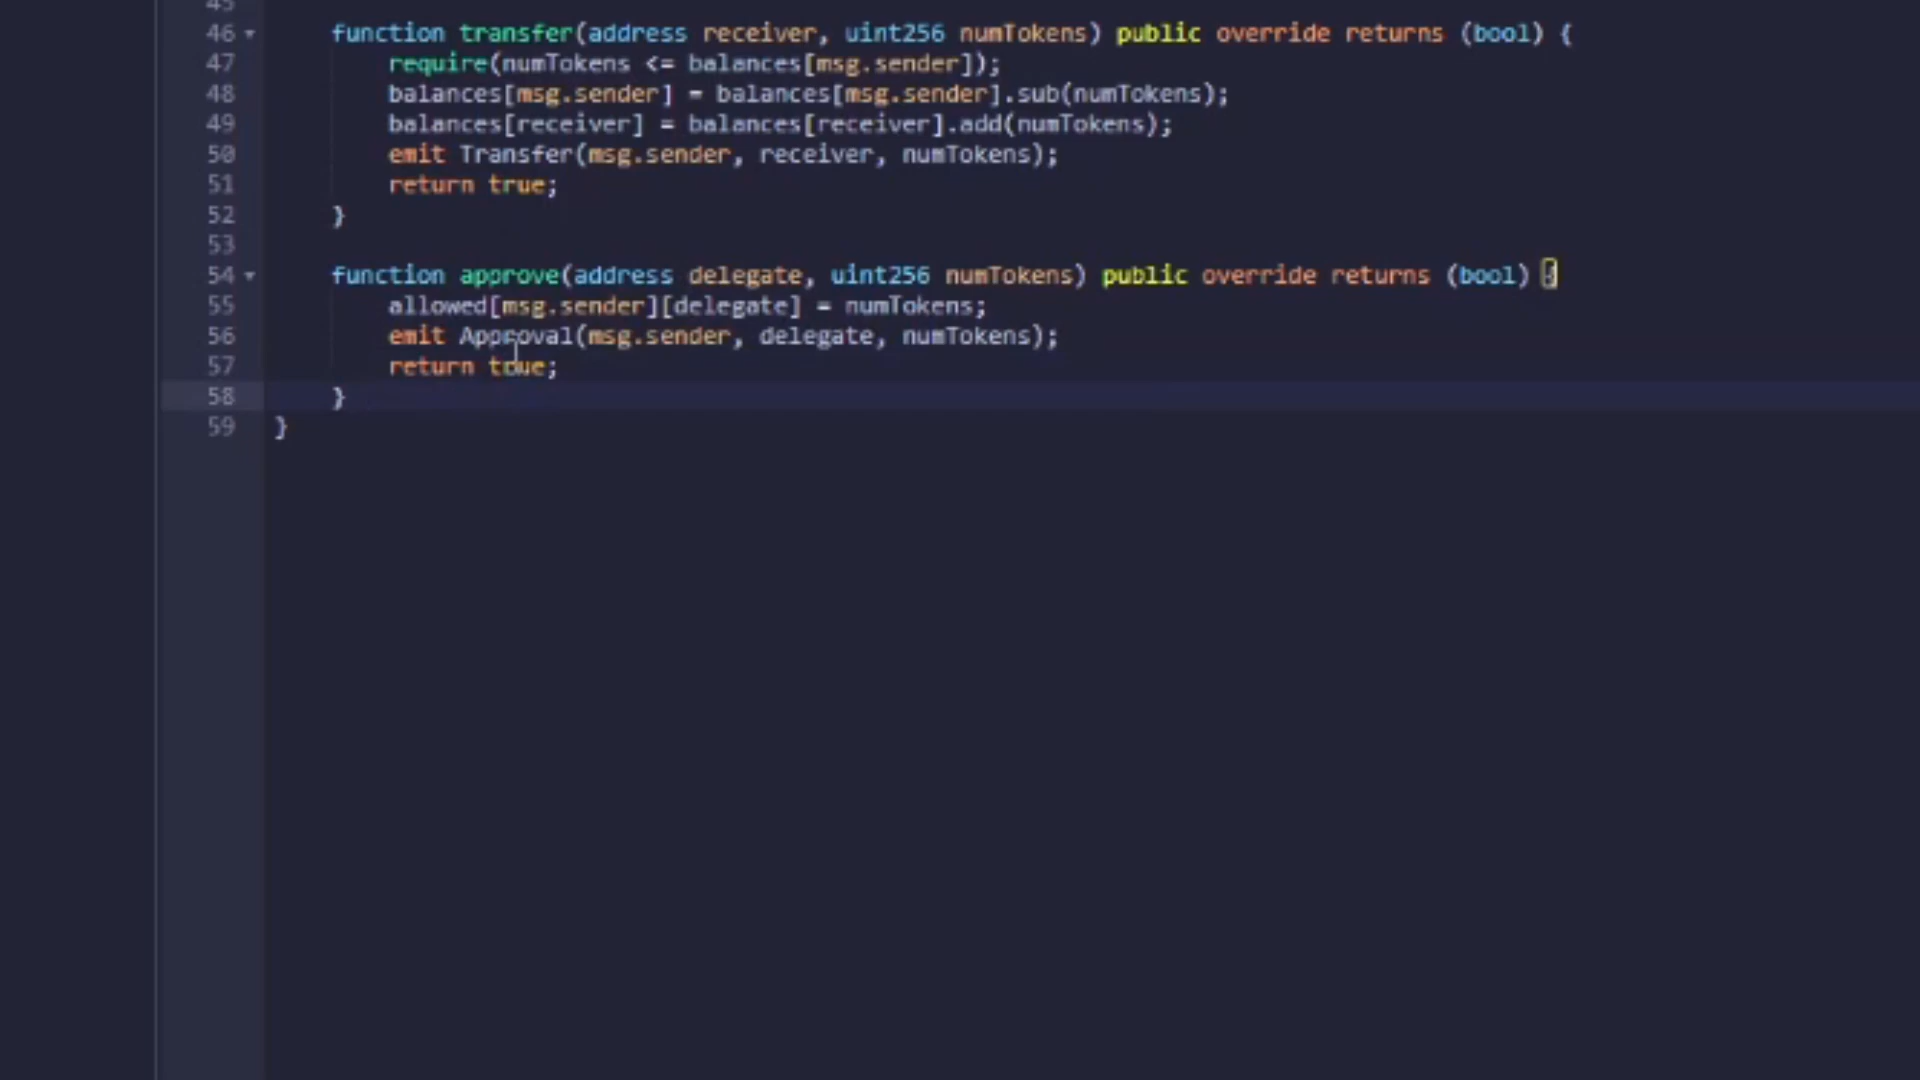 45
46 function transfer(address receiver, uint256 numTokens) public override returns (bool) {
47 require(numTokens <= balances[msg.sender]);
48 balances[msg.sender] = balances[msg.sender].sub(numTokens);
49 balances[receiver] = balances[receiver].add(numTokens);
50 emit Transfer(msg.sender, receiver, numTokens);
51 return true;
52 }
53
54 function approve(address delegate, uint256 numTokens) public override returns (bool) {
55 allowed[msg.sender][delegate] = numTokens;
56 emit Approval(msg.sender, delegate, numTokens);
57 return true;
58 }
59 }